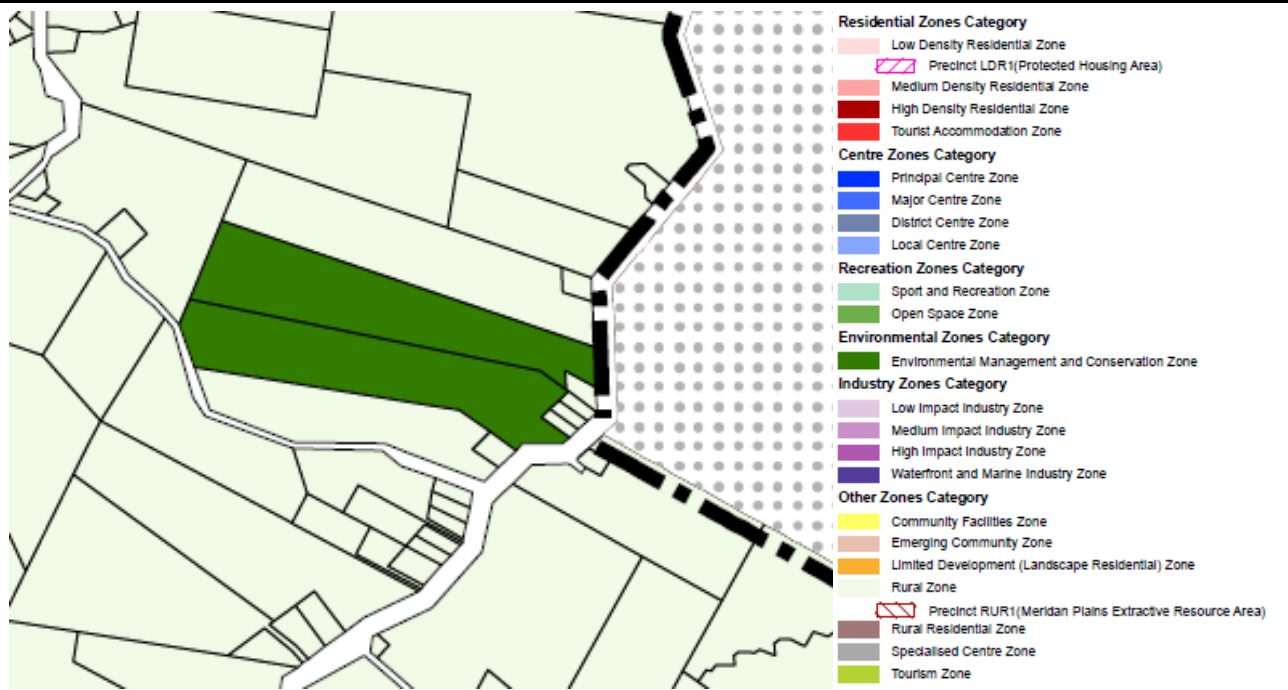 Residential Zones Category
Low Density Residential Zone
Precinct LDR1(Protected Housing Area)
Medium Density Residential Zone
High Density Residential Zone
Tourist Accommodation Zone
Centre Zones Category
Principal Centre Zone
Major Centre Zone
District Centre Zone
Local Centre Zone
Recreation Zones Category
Sport and Recreation Zone
Open Space Zone
Environmental Zones Category
Environmental Management and Conservation Zone
Industry Zones Category
Low Impact Industry Zone
Medium Impact Industry Zone
High Impact Industry Zone
Waterfront and Marine Industry Zone
Other Zones Category
Community Facilities Zone
Emerging Community Zone
Limited Development (Landscape Residential) Zone
Rural Zone
Precinct RUR1(Meridan Plains Extractive Resource Area)
Rural Residential Zone
Specialised Centre Zone
Tourism Zone